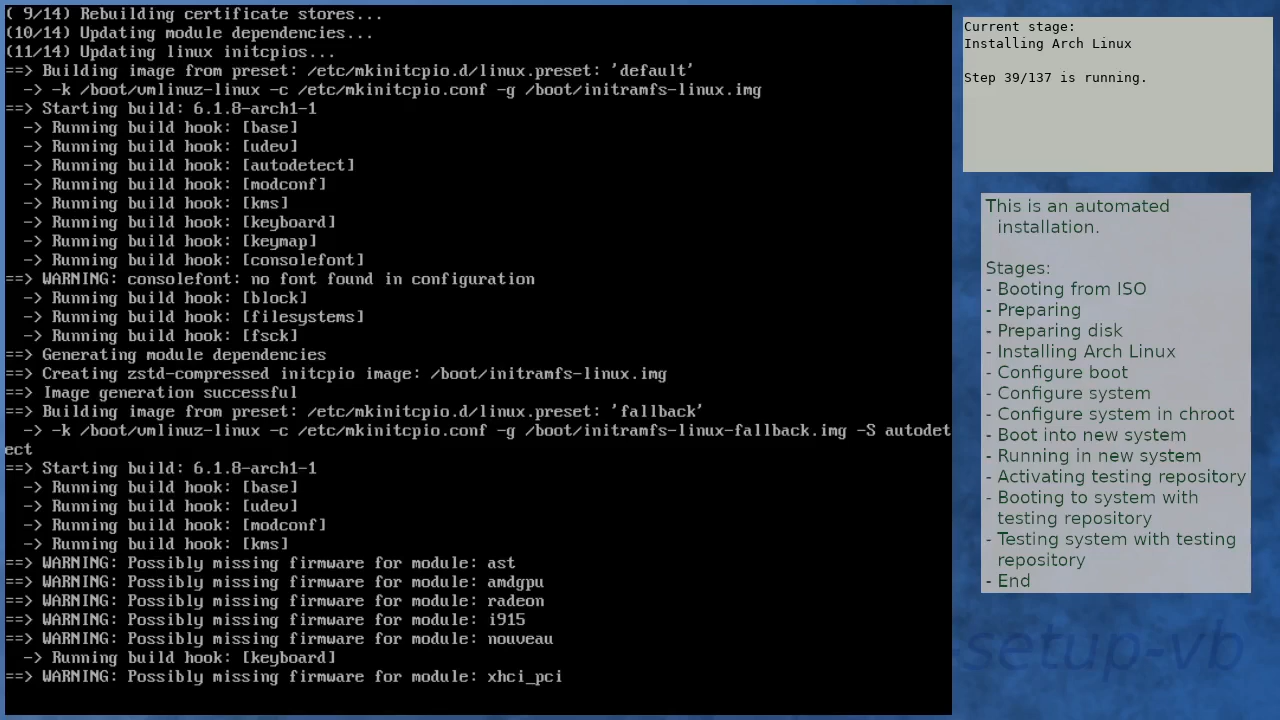 ( 9/14) Rebuilding certificate stores...
(10/14) Updating module dependencies...
(11/14) Updating linux initcpios...
==> Building image from preset: /etc/mkinitcpio.d/linux.preset: 'default'
  -> -k /boot/vmlinuz-linux -c /etc/mkinitcpio.conf -g /boot/initramfs-linux.img
==> Starting build: 6.1.8-arch1-1
  -> Running build hook: [base]
  -> Running build hook: [udev]
  -> Running build hook: [autodetect]
  -> Running build hook: [modconf]
  -> Running build hook: [kms]
  -> Running build hook: [keyboard]
  -> Running build hook: [keymap]
  -> Running build hook: [consolefont]
==> WARNING: consolefont: no font found in configuration
  -> Running build hook: [block]
  -> Running build hook: [filesystems]
  -> Running build hook: [fsck]
==> Generating module dependencies
==> Creating zstd-compressed initcpio image: /boot/initramfs-linux.img
==> Image generation successful
==> Building image from preset: /etc/mkinitcpio.d/linux.preset: 'fallback'
  -> -k /boot/vmlinuz-linux -c /etc/mkinitcpio.conf -g /boot/initramfs-linux-fallback.img -S autodet
ect
==> Starting build: 6.1.8-arch1-1
  -> Running build hook: [base]
  -> Running build hook: [udev]
  -> Running build hook: [modconf]
  -> Running build hook: [kms]
==> WARNING: Possibly missing firmware for module: ast
==> WARNING: Possibly missing firmware for module: amdgpu
==> WARNING: Possibly missing firmware for module: radeon
==> WARNING: Possibly missing firmware for module: i915
==> WARNING: Possibly missing firmware for module: nouveau
  -> Running build hook: [keyboard]
==> WARNING: Possibly missing firmware for module: xhci_pci
Current stage:
Installing Arch Linux
Step 39/137 is running.
This is an automated
installation.
Stages:
- Booting from ISO
- Preparing
- Preparing disk
- Installing Arch Linux
- Configure boot
- Configure system
- Configure system in chroot
- Boot into new system
- Running in new system
- Activating testing repository
- Booting to system with
testing repository
- Testing system with testing
repository
- End
-setup-vb